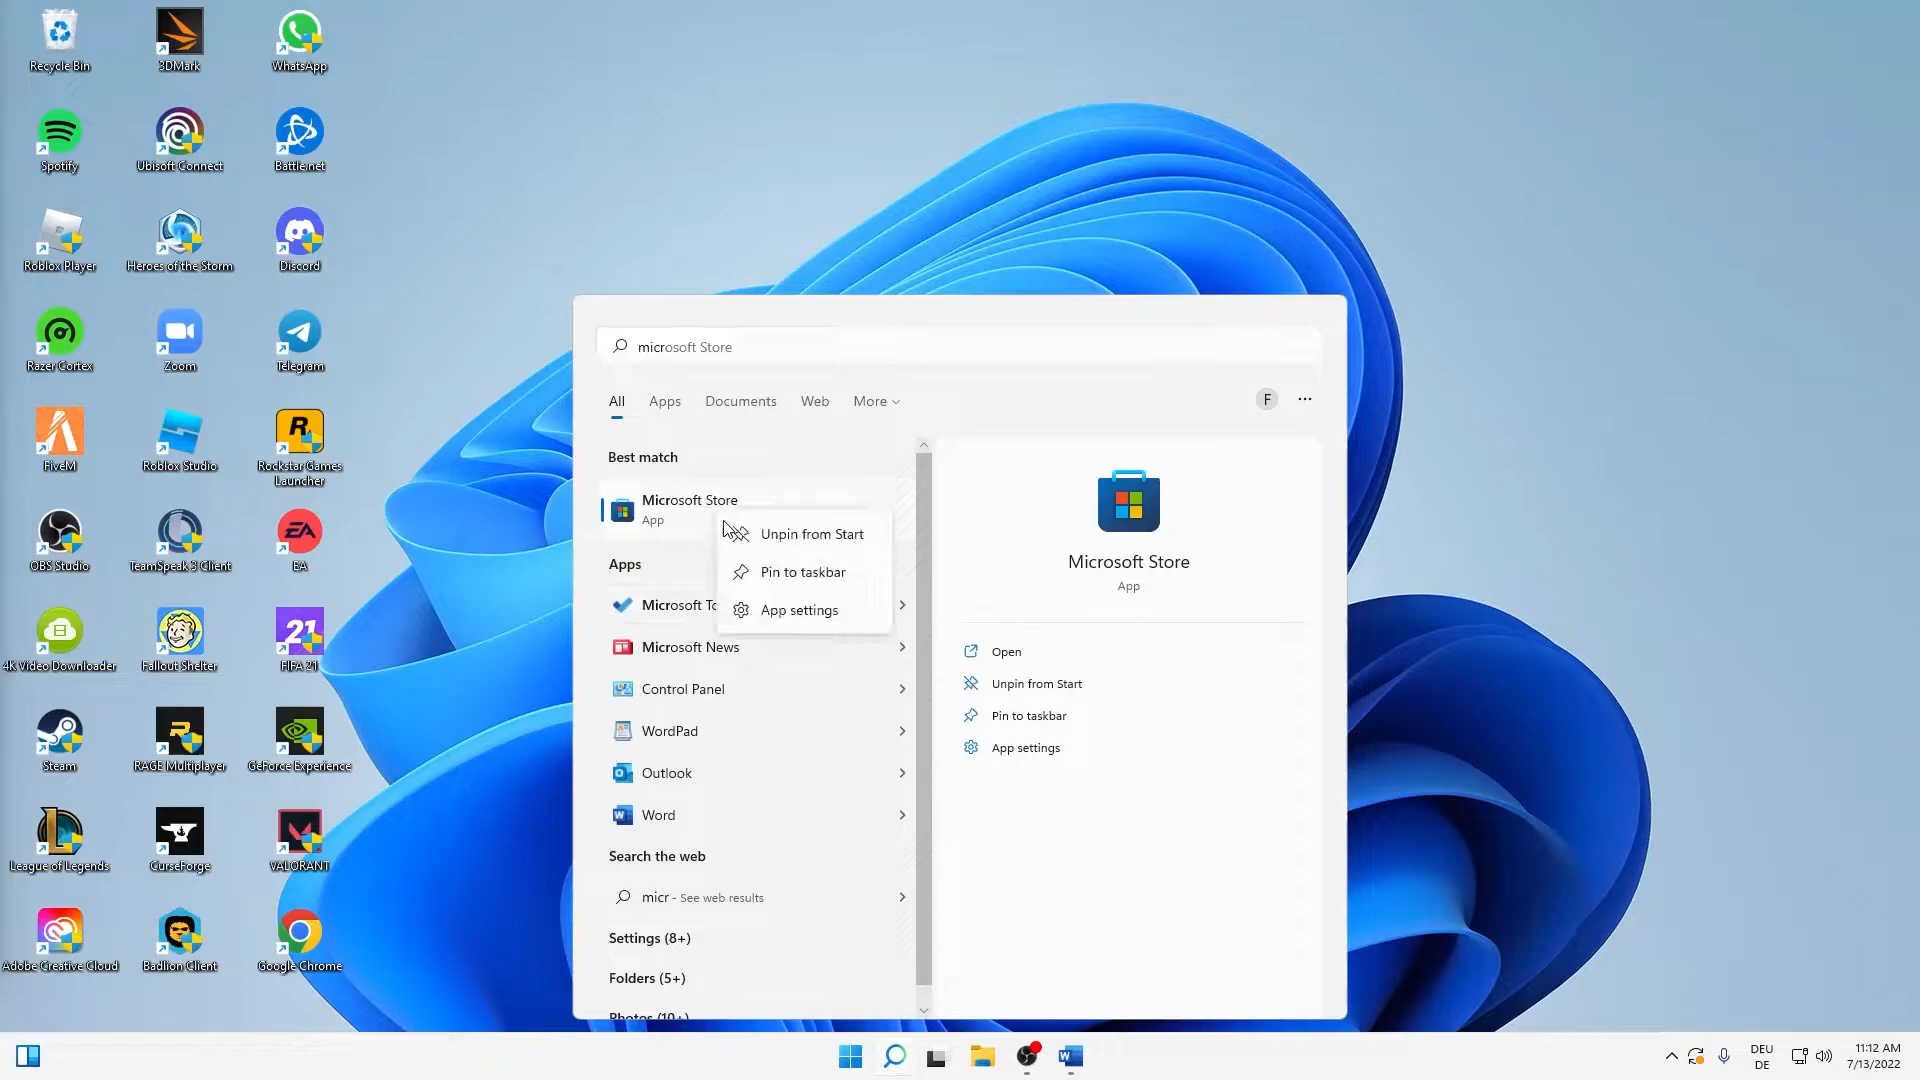 Recycle Bin
3DMark
WhatsApp
Spotify
Ubisoft Connect
Battle.net
Roblox Player
Heroes of the Storm
Discord
Razer Cortex
Zoom
Telegram
FiveM
Roblox Studio
Rockstar Games
Launcher
OBS Studio
TeamSpeak 3 Client
EA
4K Video Downloader
Fallout Shelter
FIFA 21
Steam
RAGE Multiplayer
GeForce Experience
League of Legends
CurseForge
VALORANT
Adobe Creative Cloud
Badlion Client
Google Chrome
microsoft Store
All
Apps
Documents
Web
More
F
Best match
Microsoft Store
App
Unpin from Start
Pin to taskbar
App settings
Apps
Microsoft To
Microsoft News
Control Panel
WordPad
Outlook
Word
Search the web
micr - See web results
Settings (8+)
Folders (5+)
Photos (10+)
Microsoft Store
App
Open
Unpin from Start
Pin to taskbar
App settings
DEU
DE
11:12 AM
7/13/2022